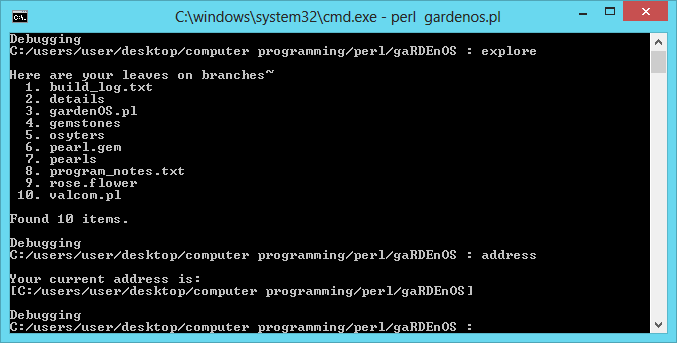 C:\windows\system32\cmd.exe - perl  gardenos.pl
Debugging
C:/users/user/desktop/computer programming/perl/gaRDEnOS : explore
Here are your leaves on branches~
1. build_log.txt
2. details
3. gardenOS.pl
4. gemstones
5. osyters
6. pearl.gem
7. pearls
8. program_notes.txt
9. rose.flower
10. valcom.pl
Found 10 items.
Debugging
C:/users/user/desktop/computer programming/perl/gaRDEnOS : address
Your current address is:
[C:/users/user/desktop/computer programming/perl/gaRDEnOS]
Debugging
C:/users/user/desktop/computer programming/perl/gaRDEnOS :